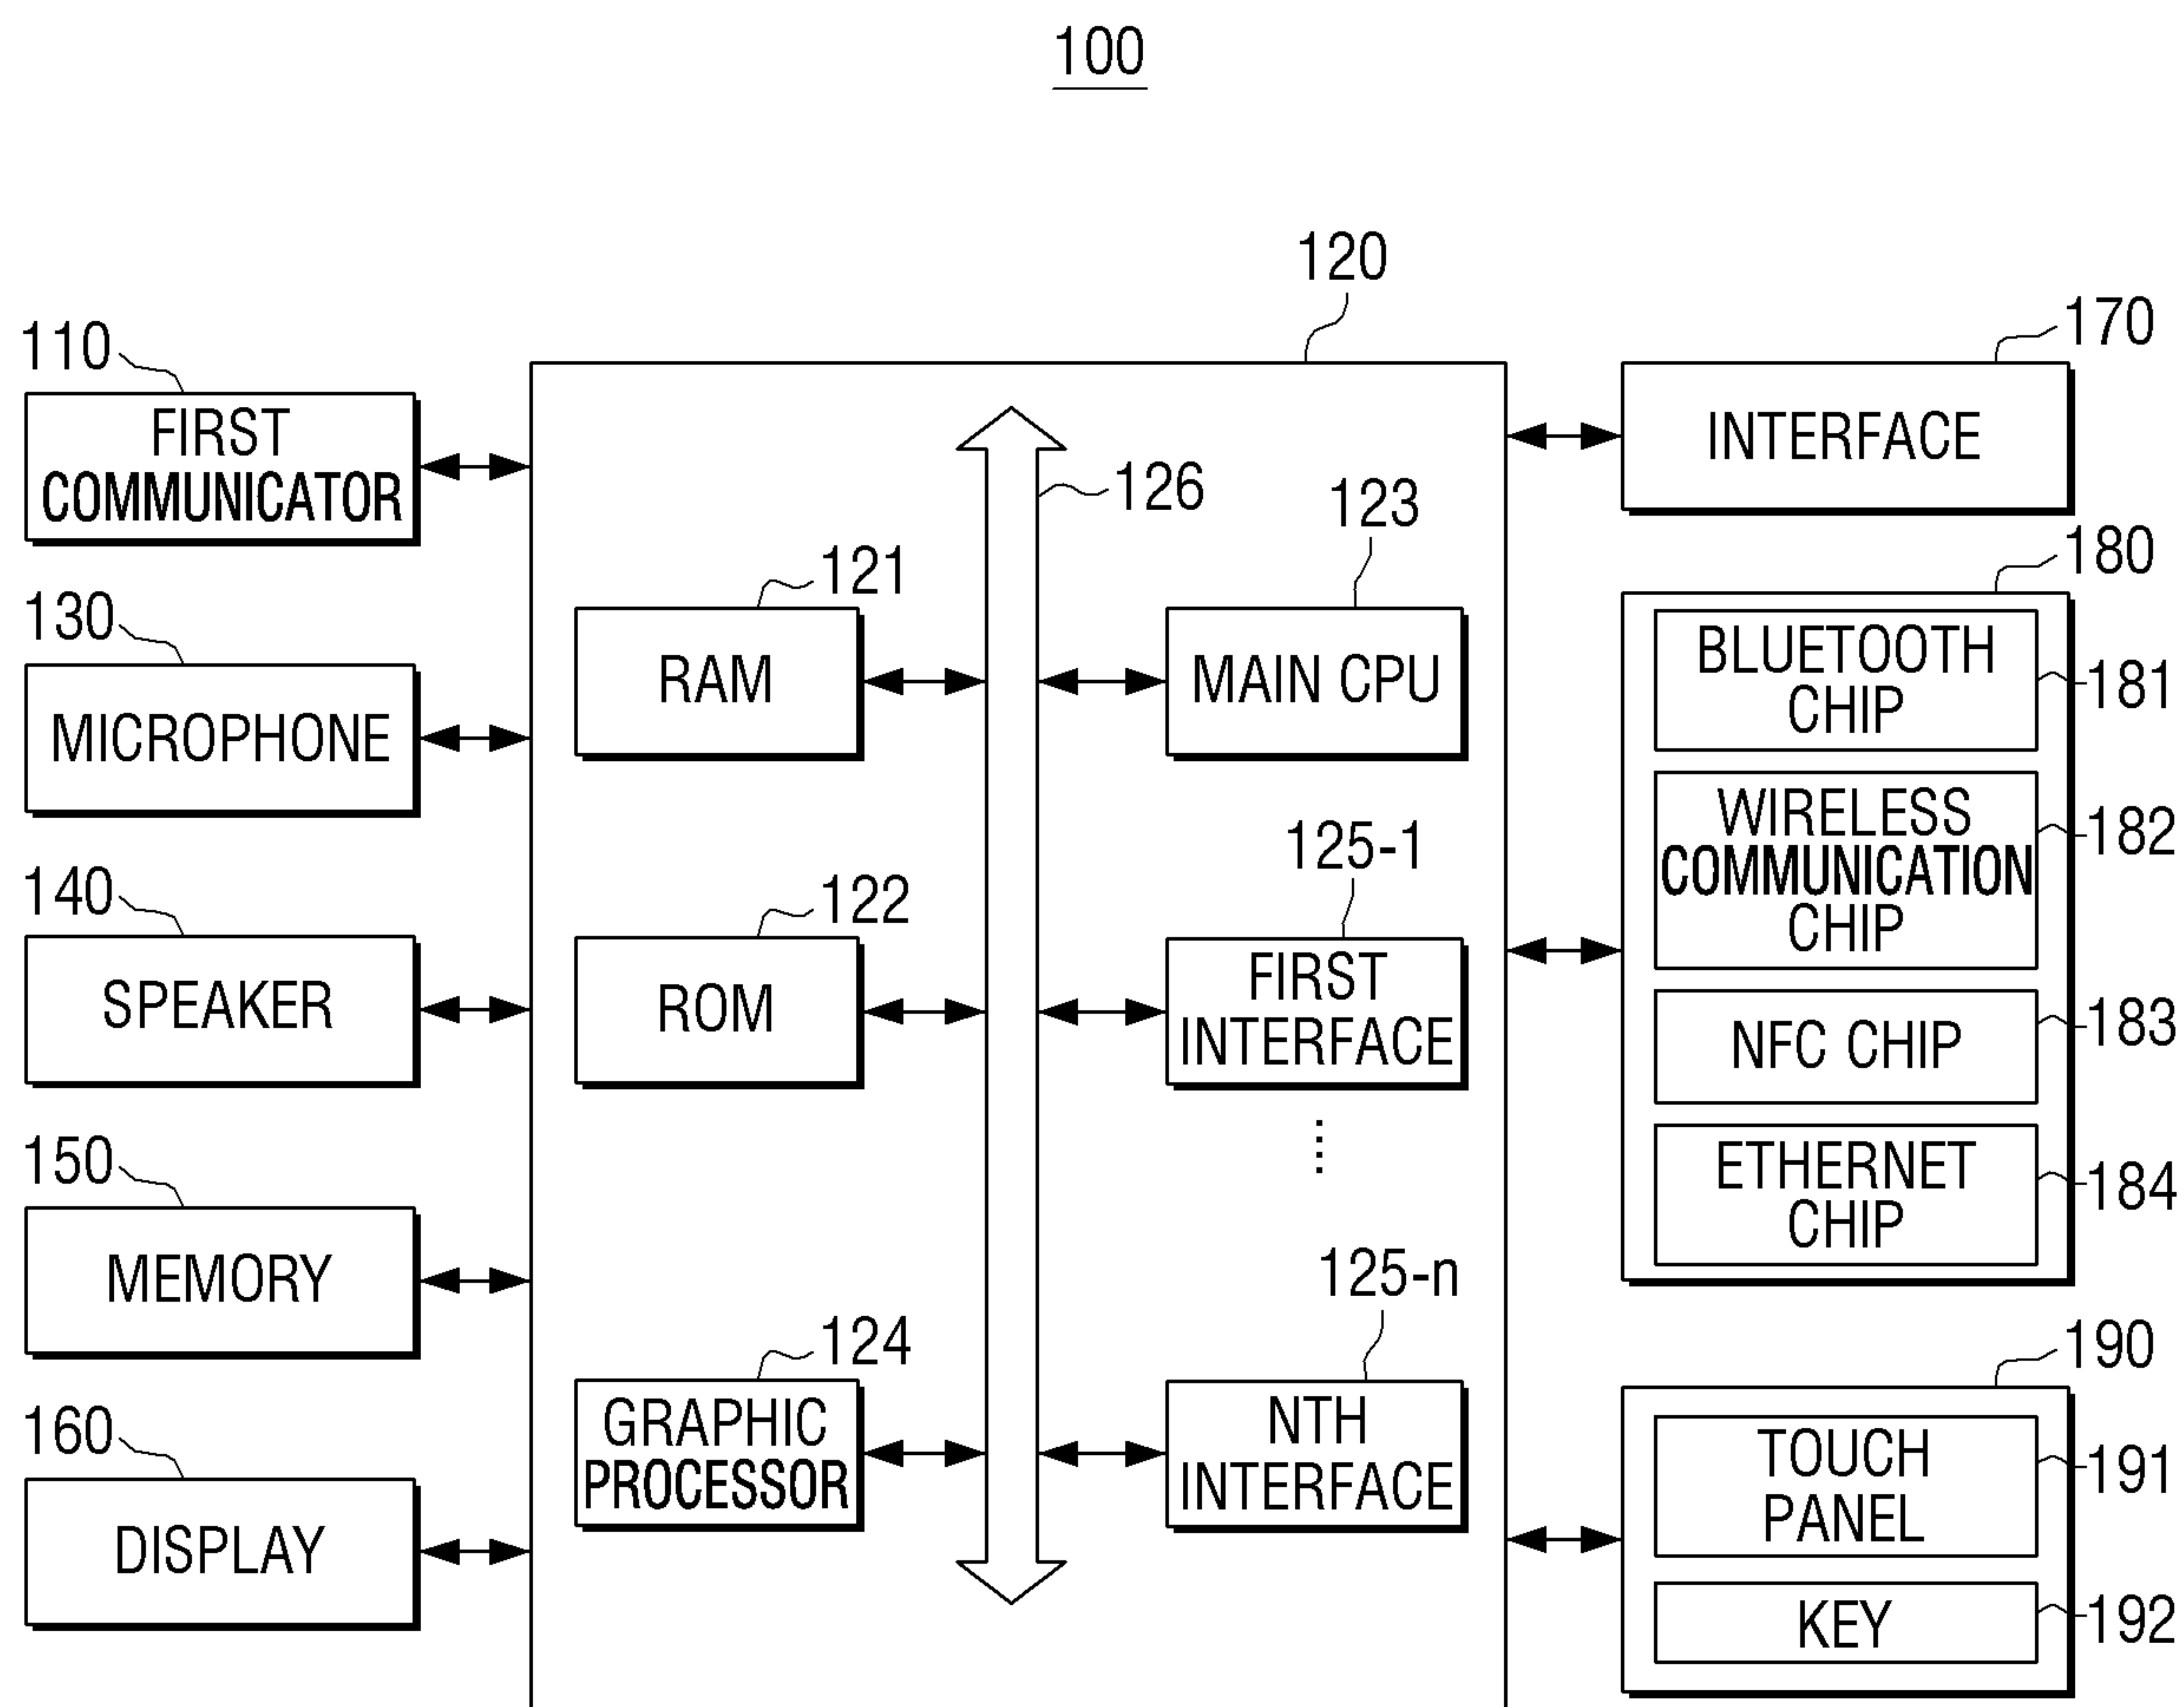 100
120
110
FIRST
COMMUNICATOR
130
MICROPHONE
140
SPEAKER
150
MEMORY
160
DISPLAY
126
121
RAM
122
ROM
124
GRAPHIC
PROCESSOR
123
MAIN CPU
125-1
FIRST
INTERFACE
125-n
NTH
INTERFACE
170
INTERFACE
180
BLUETOOTH
CHIP
181
WIRELESS
COMMUNICATION
CHIP
182
NFC CHIP
183
ETHERNET
CHIP
184
190
TOUCH
PANEL
191
KEY
192